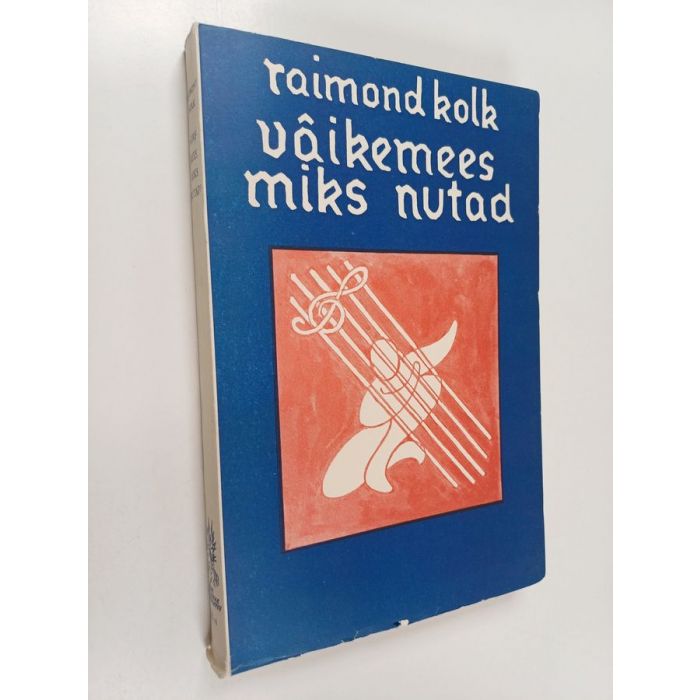 raimond kolk
väikemees
miks nutad